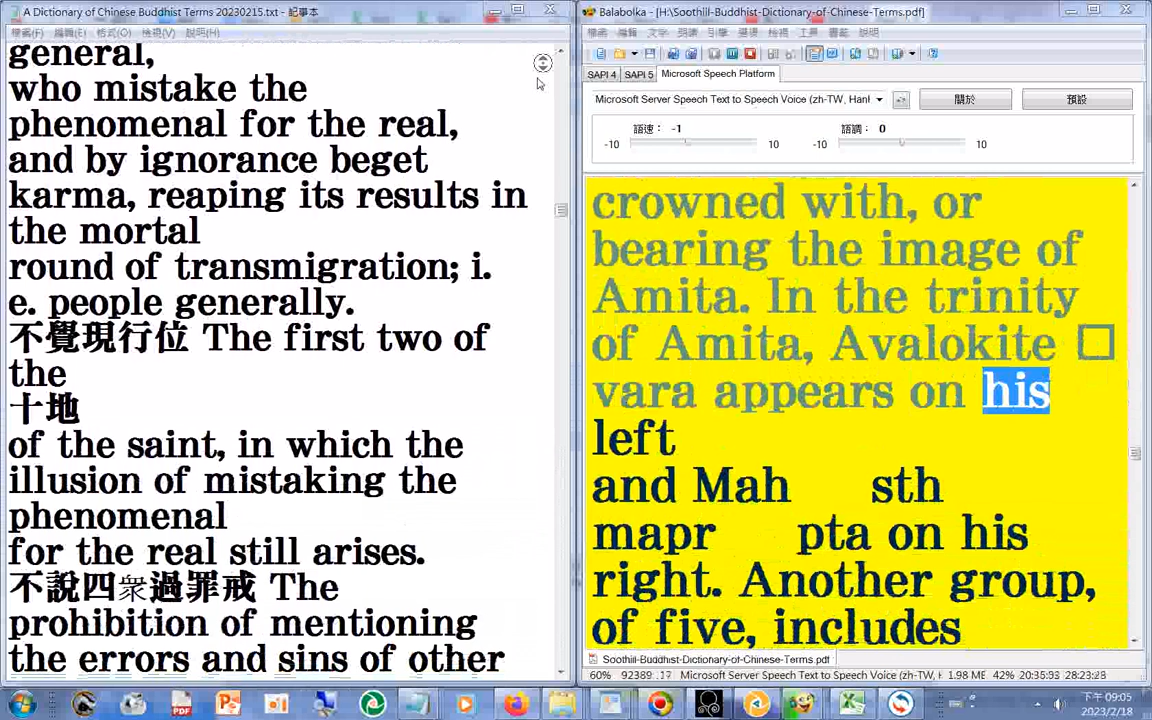 A Dictionary of Chinese Buddhist Terms 20230215.txt - 記事本
檔案(F) 編輯(E) 格式(O) 檢視(V) 說明(H)
general,
who mistake the
phenomenal for the real,
and by ignorance beget
karma, reaping its results in
the mortal
round of transmigration; i.
e. people generally.
不覺現行位 The first two of
the
十地
of the saint, in which the
illusion of mistaking the
phenomenal
for the real still arises.
不說四衆過罪戒 The
prohibition of mentioning
the errors and sins of other
Balabolka - [H:\Soothill-Buddhist-Dictionary-of-Chinese-Terms.pdf]
檔案 編輯 文字 朗讀 引擎 選項 檢視 工具 書籤 說明
SAPI 4 SAPI 5 Microsoft Speech Platform
Microsoft Server Speech Text to Speech Voice (zh-TW, HanH
關於
預設
語速： -1
語調： 0
-10 10 -10 10
crowned with, or
bearing the image of
Amita. In the trinity
of Amita, Avalokite □
vara appears on his
left
and Mah sth
mapr pta on his
right. Another group,
of five, includes
Soothill-Buddhist-Dictionary-of-Chinese-Terms.pdf
60% Microsoft Server Speech Text to Speech Voice (zh-TW, Ha 1.98 ME 42% 20:35:33 28:23:28
下午 09:05
2023/2/18